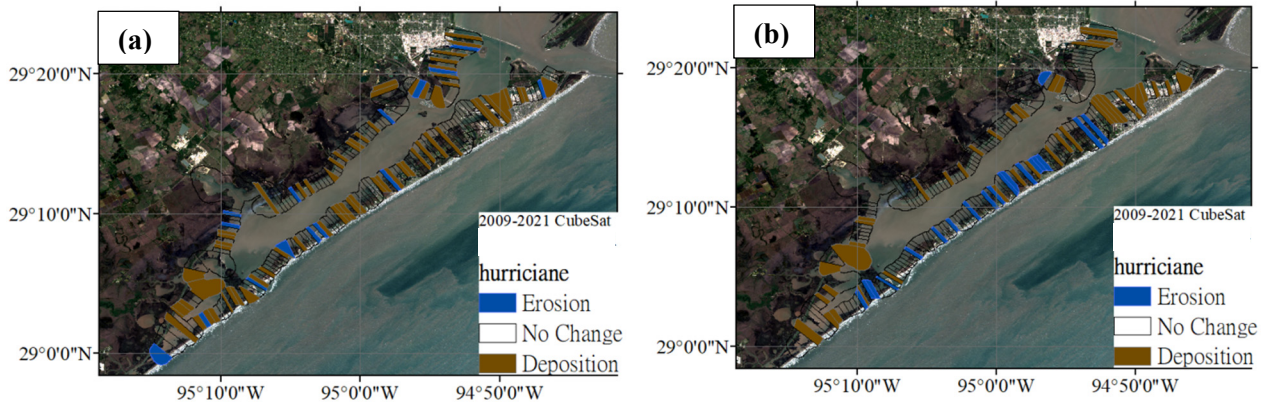 (a)
29°20'0"N
29°10'0"N
29°0'0"N
95°10'0"W
95°0'0"W
94°50'0"W
2009-2021 CubeSat
hurriciane
Erosion
No Change
Deposition
(b)
29°20'0"N
29°10'0"N
29°0'0"N
95°10'0"W
95°0'0"W
94°50'0"W
2009-2021 CubeSat
hurriciane
Erosion
No Change
Deposition